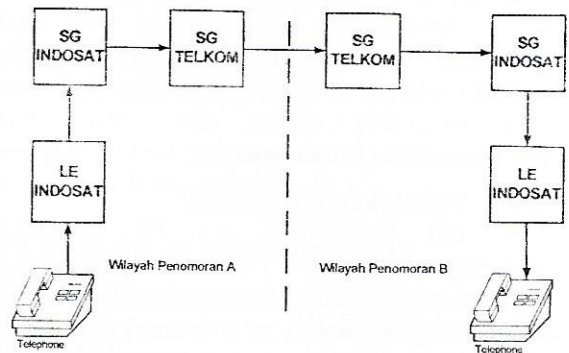 SG
INDOSAT
SG
TELKOM
SG
TELKOM
SG
INDOSAT
LE
INDOSAT
LE
INDOSAT
Wilayah Penomoran A
Wilayah Penomoran B
Telephone
Telephone